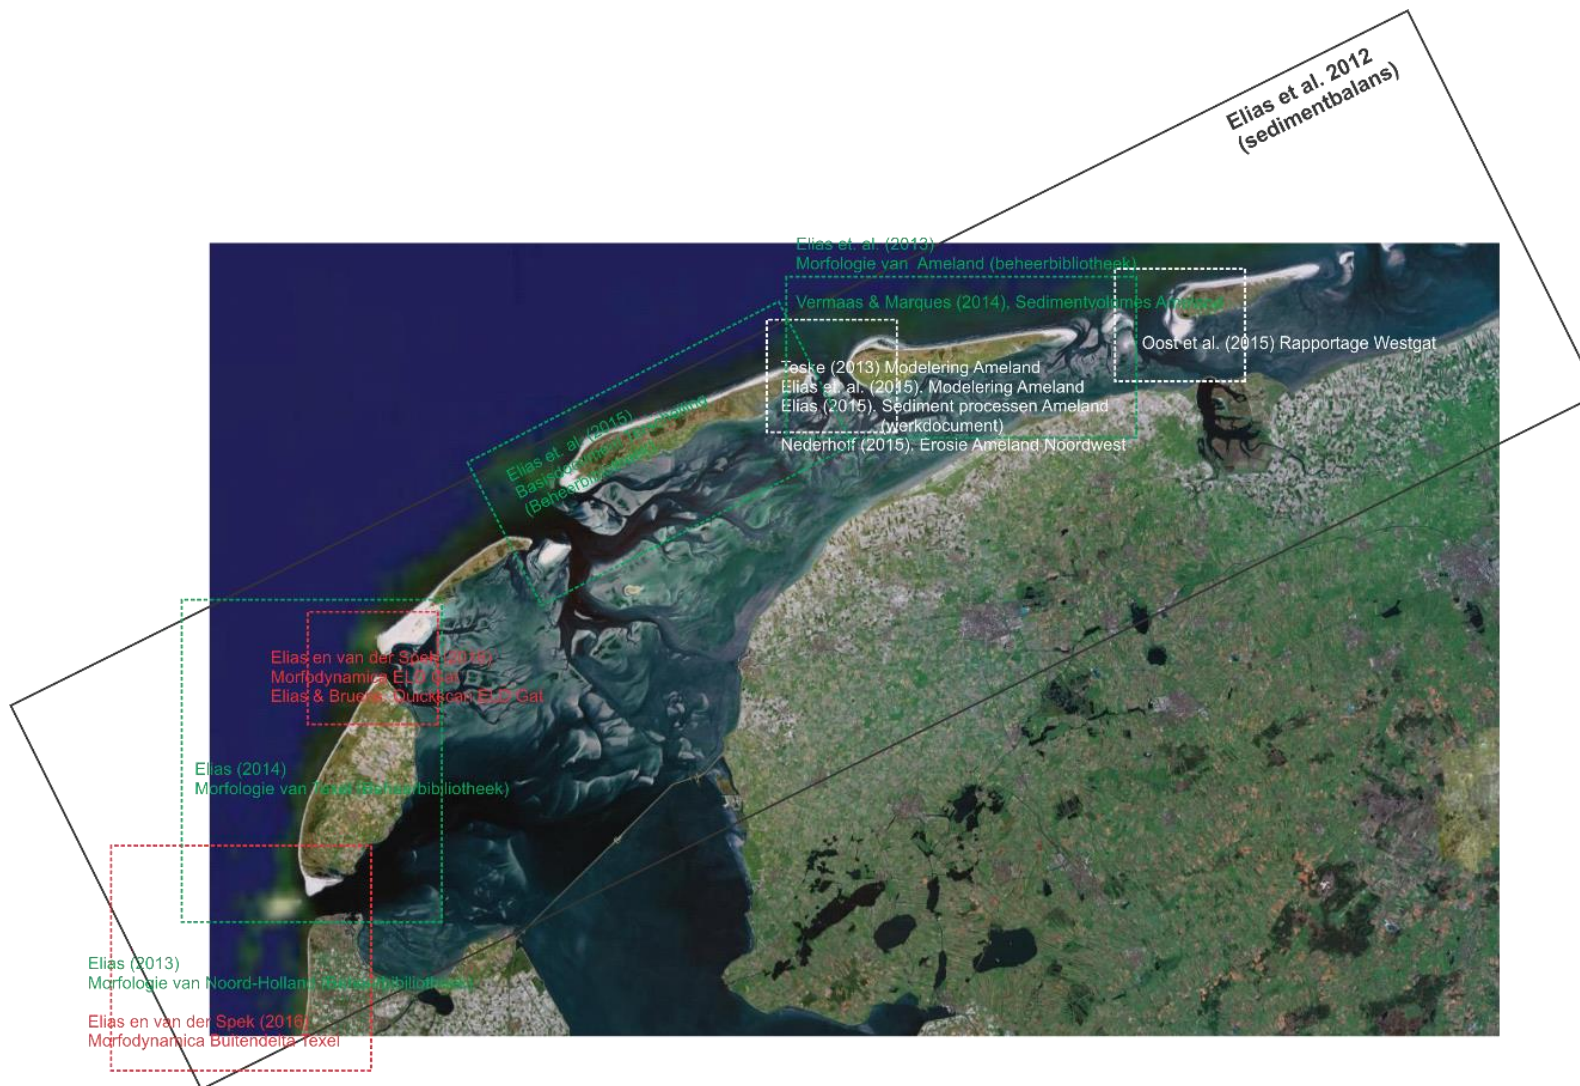 Elias et al. 2012
(sedimentbalans)
Elias et. al. (2013)
Morfologie van Ameland (beheerbibliotheek)
Vermaas & Marques (2014), Sedimentvolumes Ameland
Oost et al. (2015) Rapportage Westgat
Teske (2013) Modelering Ameland
Elias et. al. (2015). Modelering Ameland
Elias (2015). Sediment processen Ameland
(werkdocument)
Nederhoff (2015), Erosie Ameland Noordwest
Elias et. al. (2015)
Basisdocument
(Beheerbibliotheek)
Elias en van der Spek
Morfodynamica ELD Gat
Elias & Bruens, Quickscan ELD Gat
Elias (2014)
Morfologie van Texel (Beheerbibliotheek)
Elias (2013)
Morfologie van Noord-Holland (Beheerbibliotheek)
Elias en van der Spek (2016)
Morfodynamica Buitendelta Texel